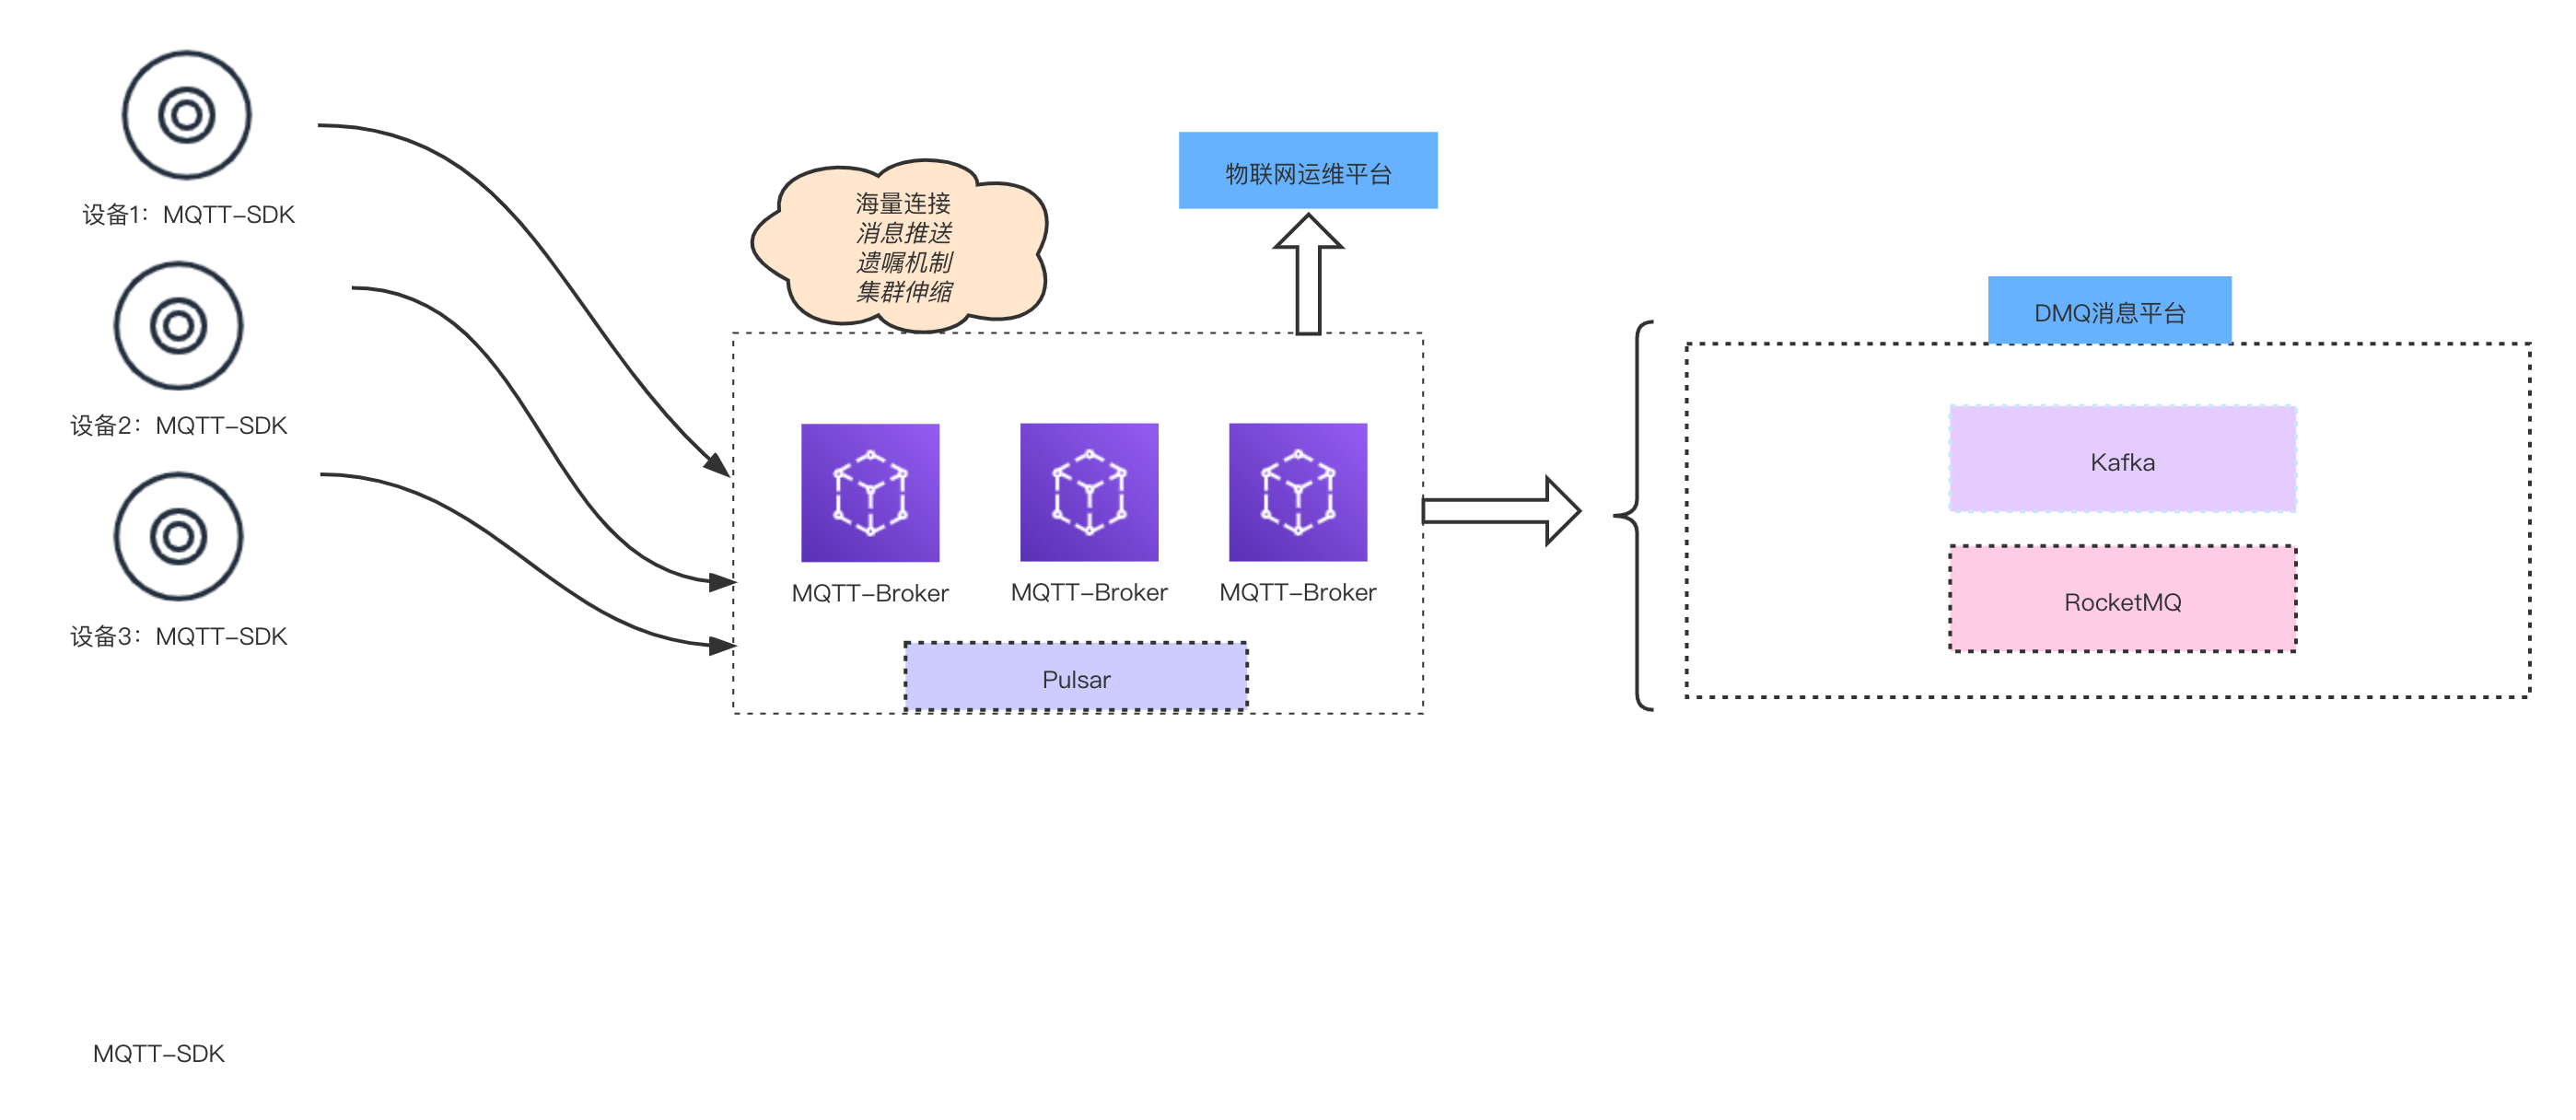 设备1：MQTT-SDK
设备2：MQTT-SDK
设备3：MQTT-SDK
海量连接
消息推送
遗嘱机制
集群伸缩
物联网运维平台
MQTT-Broker
MQTT-Broker
MQTT-Broker
Pulsar
DMQ消息平台
Kafka
RocketMQ
MQTT-SDK